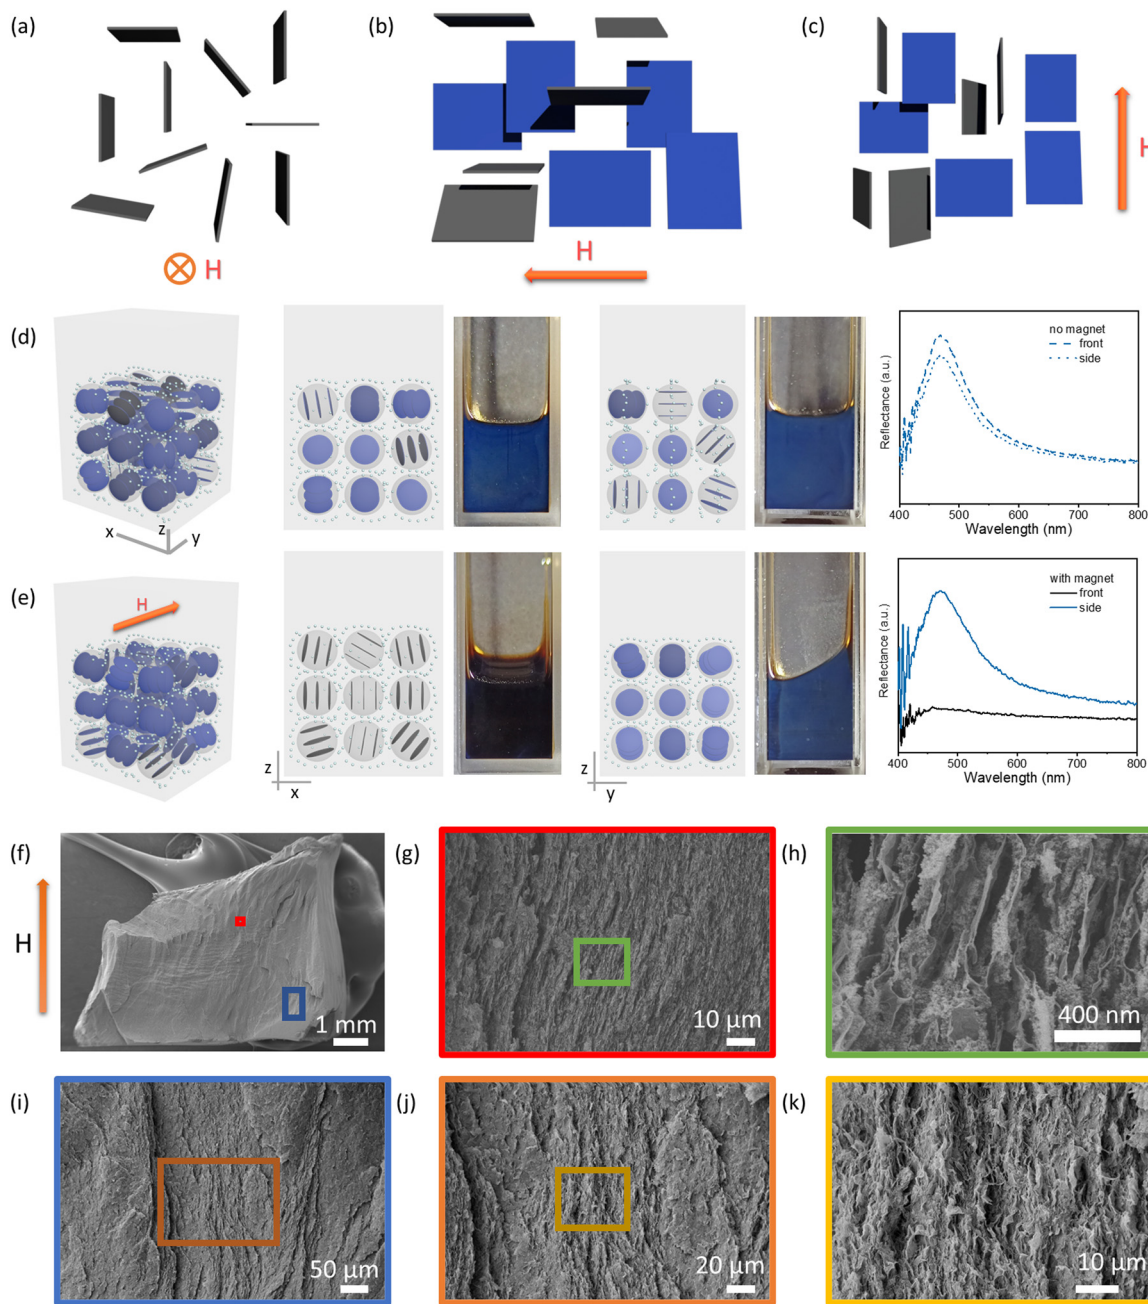 (a)
(b)
(c)
H
H
H
(d)
x
z
y
no magnet
front
side
Reflectance (a.u.)
400 500 600 700 800
Wavelength (nm)
(e)
H
z
x
z
y
with magnet
front
side
Reflectance (a.u.)
400 500 600 700 800
Wavelength (nm)
(f)
H
1 mm
(g)
10 µm
(h)
400 nm
(i)
50 µm
(j)
20 µm
(k)
10 µm